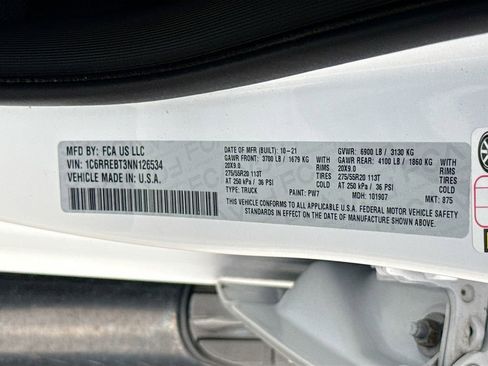 MFD BY: FCA US LLC
VIN: 1C6RREBT3NN126534
VEHICLE MADE IN U.S.A.
DATE OF MFR (BUILT): 10-21 GVWR: 6900 LB / 3130 KG
GAWR FRONT: 3700 LB / 1679 KG GAWR REAR: 4100 LB / 1860 KG
20X9.0 RIMS 20X9.0 RIMS
275/55R20 113T TIRES 275/55R20 113T TIRES
AT 250 kPa / 36 PSI AT 250 kPa / 36 PSI
TYPE: TRUCK PAINT: PW7 MDH: 101907 MKT: 875
THIS VEHICLE CONFORMS TO ALL APPLICABLE U.S.A. FEDERAL MOTOR VEHICLE SAFETY
STANDARDS IN EFFECT ON THE DATE OF MANUFACTURE SHOWN ABOVE.